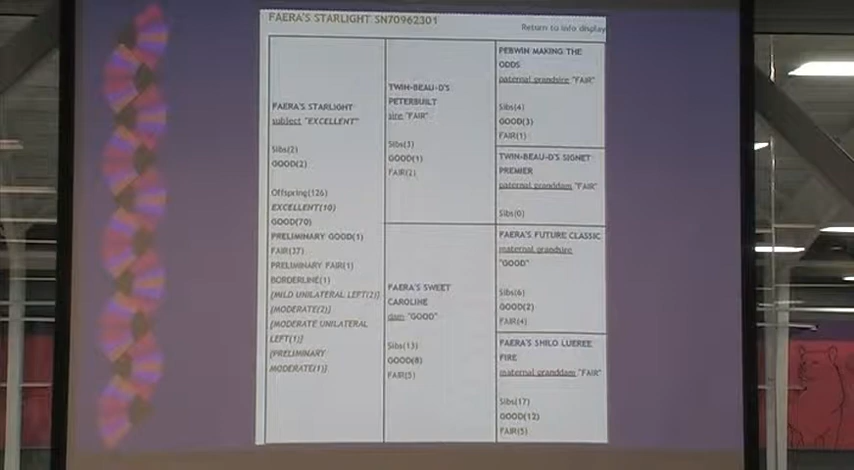 FAERA'S STARLIGHT SN70962301
Return to info display
FAERA'S STARLIGHT
subject "EXCELLENT"
Sibs(2)
GOOD(2)
Offspring(126)
EXCELLENT(10)
GOOD(70)
PRELIMINARY GOOD(1)
FAIR(37)
PRELIMINARY FAIR(1)
BORDERLINE(1)
[MILD UNILATERAL LEFT(2)]
[MODERATE(2)]
[MODERATE UNILATERAL
LEFT(1)]
[PRELIMINARY
MODERATE(1)]
TWIN-BEAU-D'S
PETERBUILT
sire "FAIR"
Sibs(3)
GOOD(1)
FAIR(2)
FAERA'S SWEET
CAROLINE
dam "GOOD"
Sibs(13)
GOOD(8)
FAIR(5)
PEBWIN MAKING THE
ODDS
paternal grandsire "FAIR"
Sibs(4)
GOOD(3)
FAIR(1)
TWIN-BEAU-D'S SIGNET
PREMIER
paternal granddam "FAIR"
Sibs(0)
FAERA'S FUTURE CLASSIC
maternal grandsire
"GOOD"
Sibs(6)
GOOD(2)
FAIR(4)
FAERA'S SHILO LUEREE
FIRE
maternal granddam "FAIR"
Sibs(17)
GOOD(12)
FAIR(5)